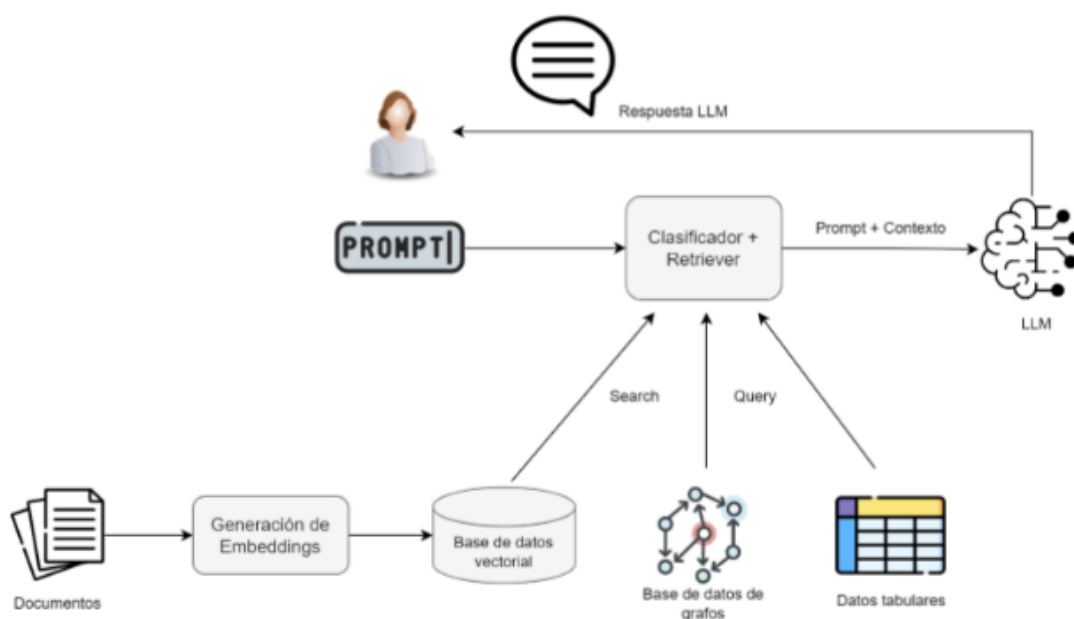 Respuesta LLM
PROMPT
Clasificador +
Retriever
Prompt + Contexto
LLM
Search
Query
Generación de
Embeddings
Base de datos
vectorial
Documentos
Base de datos de
grafos
Datos tabulares